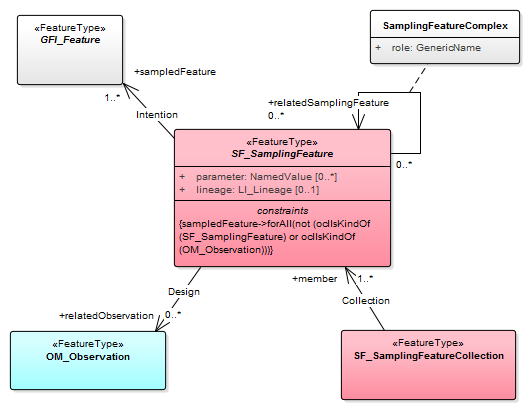 «FeatureType»
GFI_Feature
SamplingFeatureComplex
+ role: GenericName
+sampledFeature
1..*
Intention
+relatedSamplingFeature
0..*
0..*
«FeatureType»
SF_SamplingFeature
+ parameter: NamedValue [0..*]
+ lineage: LI_Lineage [0..1]
constraints
{sampledFeature->forAll(not (oclIsKindOf
(SF_SamplingFeature) or oclIsKindOf
(OM_Observation)))}
Design
+relatedObservation
0..*
+member
1..*
Collection
«FeatureType»
OM_Observation
«FeatureType»
SF_SamplingFeatureCollection